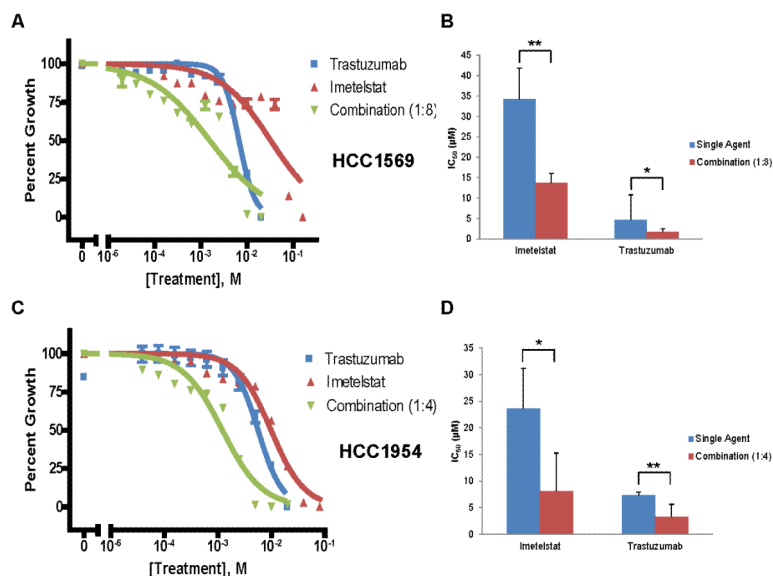 A
Percent Growth
100
75
50
25
0
0 10⁻⁵ 10⁻⁴ 10⁻³ 10⁻² 10⁻¹
[Treatment], M
Trastuzumab
Imetelstat
Combination (1:8)
HCC1569
B
IC₅₀ (µM)
45
40
35
30
25
20
15
10
5
0
**
*
Imetelstat Trastuzumab
Single Agent
Combination (1:8)
C
Percent Growth
100
75
50
25
0
0 10⁻⁵ 10⁻⁴ 10⁻³ 10⁻² 10⁻¹
[Treatment], M
Trastuzumab
Imetelstat
Combination (1:4)
HCC1954
D
IC₅₀ (µM)
35
30
25
20
15
10
5
0
*
**
Imetelstat Trastuzumab
Single Agent
Combination (1:4)